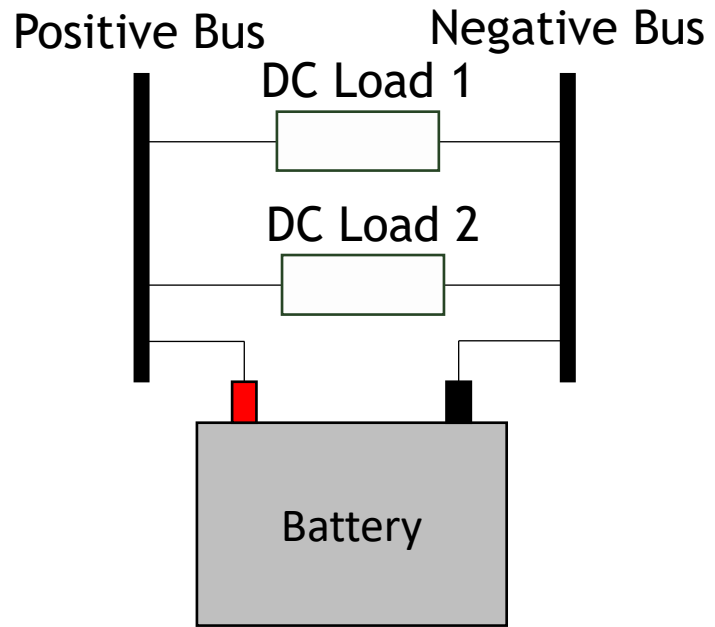 Positive Bus
Negative Bus
DC Load 1
DC Load 2
Battery